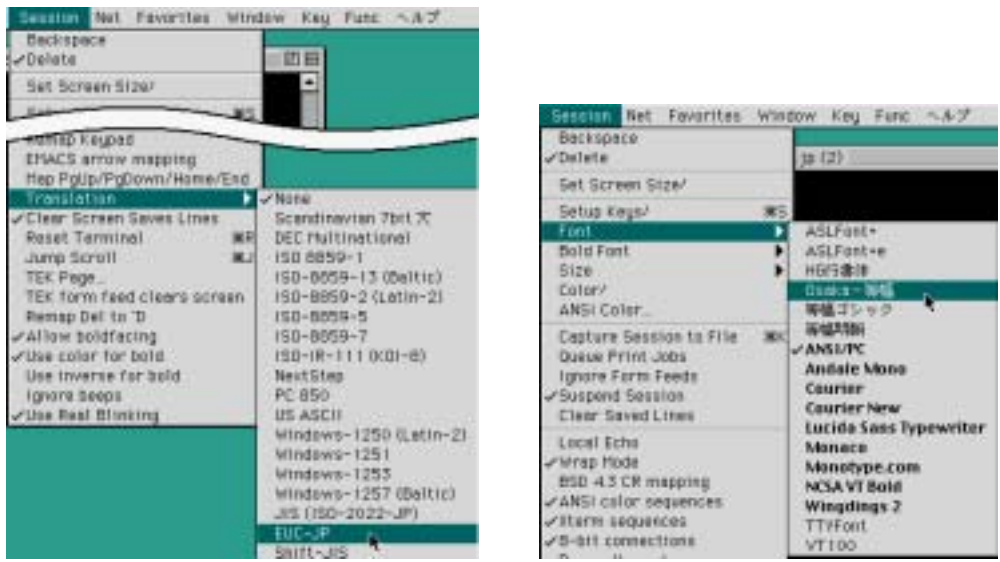 Session Net Favorites Window Key Func ヘルプ
Backspace
✓Delete
Set Screen Size/
⌘S
Remap Keypad
EMACS arrow mapping
Map PgUp/PgDown/Home/End
Translation
✓Clear Screen Saves Lines
Reset Terminal ⌘R
Jump Scroll ⌘J
TEK Page…
TEK form feed clears screen
Remap Del to ^D
✓Allow boldfacing
✓Use color for bold
Use inverse for bold
Ignore beeps
✓Use Real Blinking
✓None
Scandinavian 7bit
DEC Multinational
ISO 8859-1
ISO-8859-13 (Baltic)
ISO-8859-2 (Latin-2)
ISO-8859-5
ISO-8859-7
ISO-IR-111 (KOI-8)
NextStep
PC 850
US ASCII
Windows-1250 (Latin-2)
Windows-1251
Windows-1253
Windows-1257 (Baltic)
JIS (ISO-2022-JP)
EUC-JP
Shift-JIS
Session Net Favorites Window Key Func ヘルプ
Backspace
✓Delete
Set Screen Size/
Setup Keys/ ⌘S
Font
Bold Font
Size
Color/
ANSI Color…
Capture Session to File ⌘K
Queue Print Jobs
Ignore Form Feeds
✓Suspend Session
Clear Saved Lines
Local Echo
✓Wrap Mode
BSD 4.3 CR mapping
✓ANSI color sequences
✓Xterm sequences
✓8-bit connections
jp (2)
ASLFont+
ASLFont+e
HG行書体
Osaka-等幅
等幅ゴシック
等幅明朝
✓ANSI/PC
Andale Mono
Courier
Courier New
Lucida Sans Typewriter
Monaco
Monotype.com
NCSA VT Bold
Wingdings 2
TTYFont
VT100